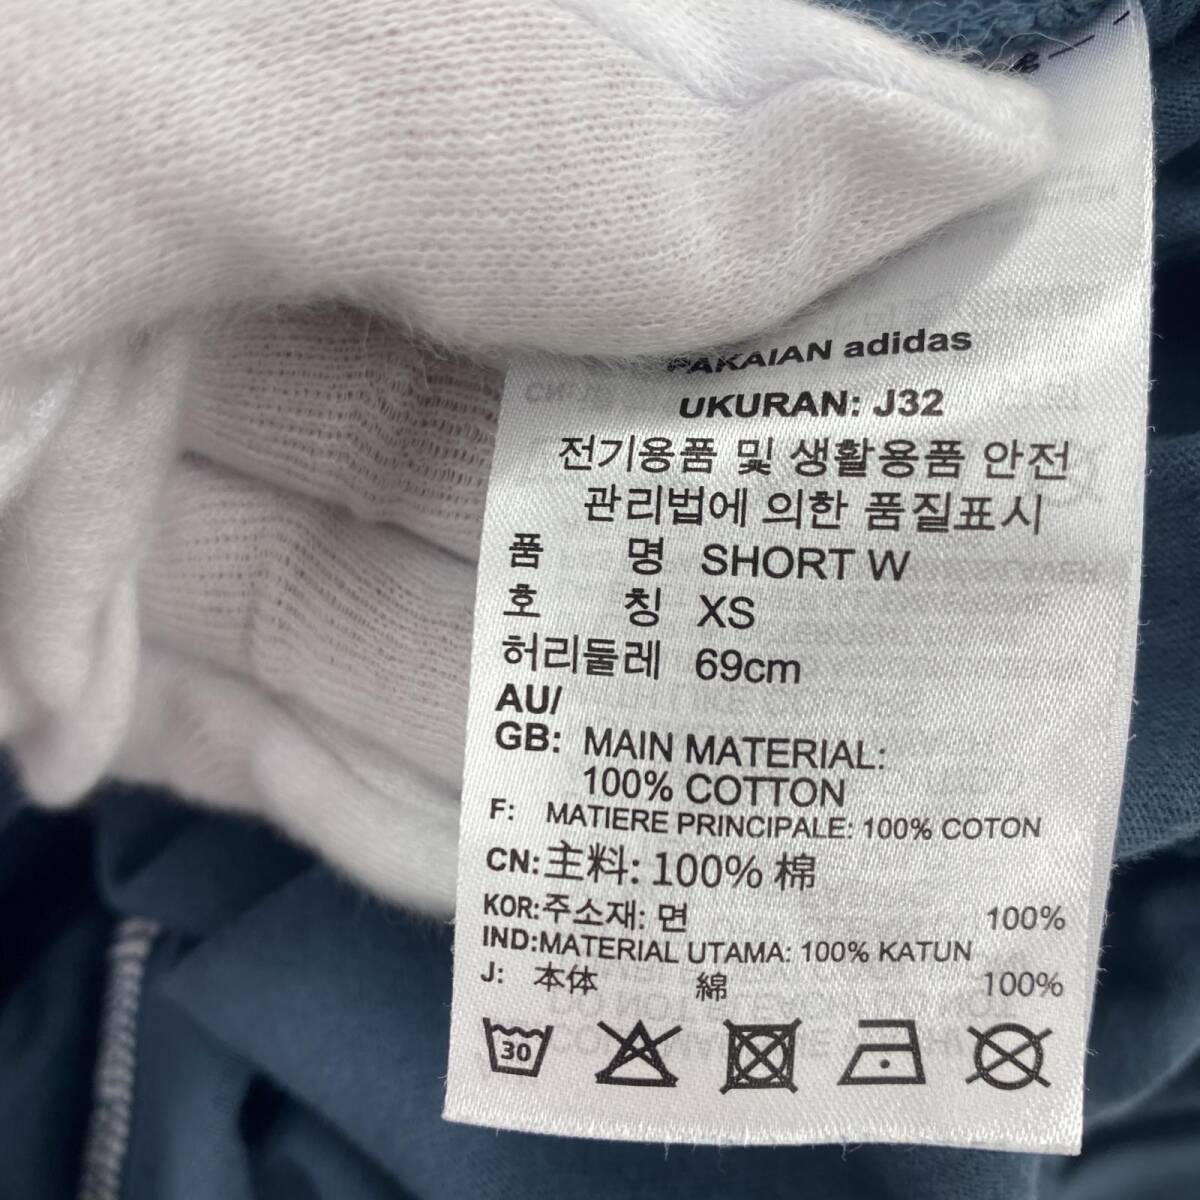 PAKAIAN adidas
UKURAN: J32
전기용품 및 생활용품 안전
관리법에 의한 품질표시
품 명 SHORT W
호 칭 XS
허리둘레 69cm
AU/
GB: MAIN MATERIAL:
100% COTTON
F: MATIERE PRINCIPALE: 100% COTON
CN:主料: 100% 棉
KOR:주소재: 면 100%
IND:MATERIAL UTAMA: 100% KATUN
J: 本体 綿 100%
30